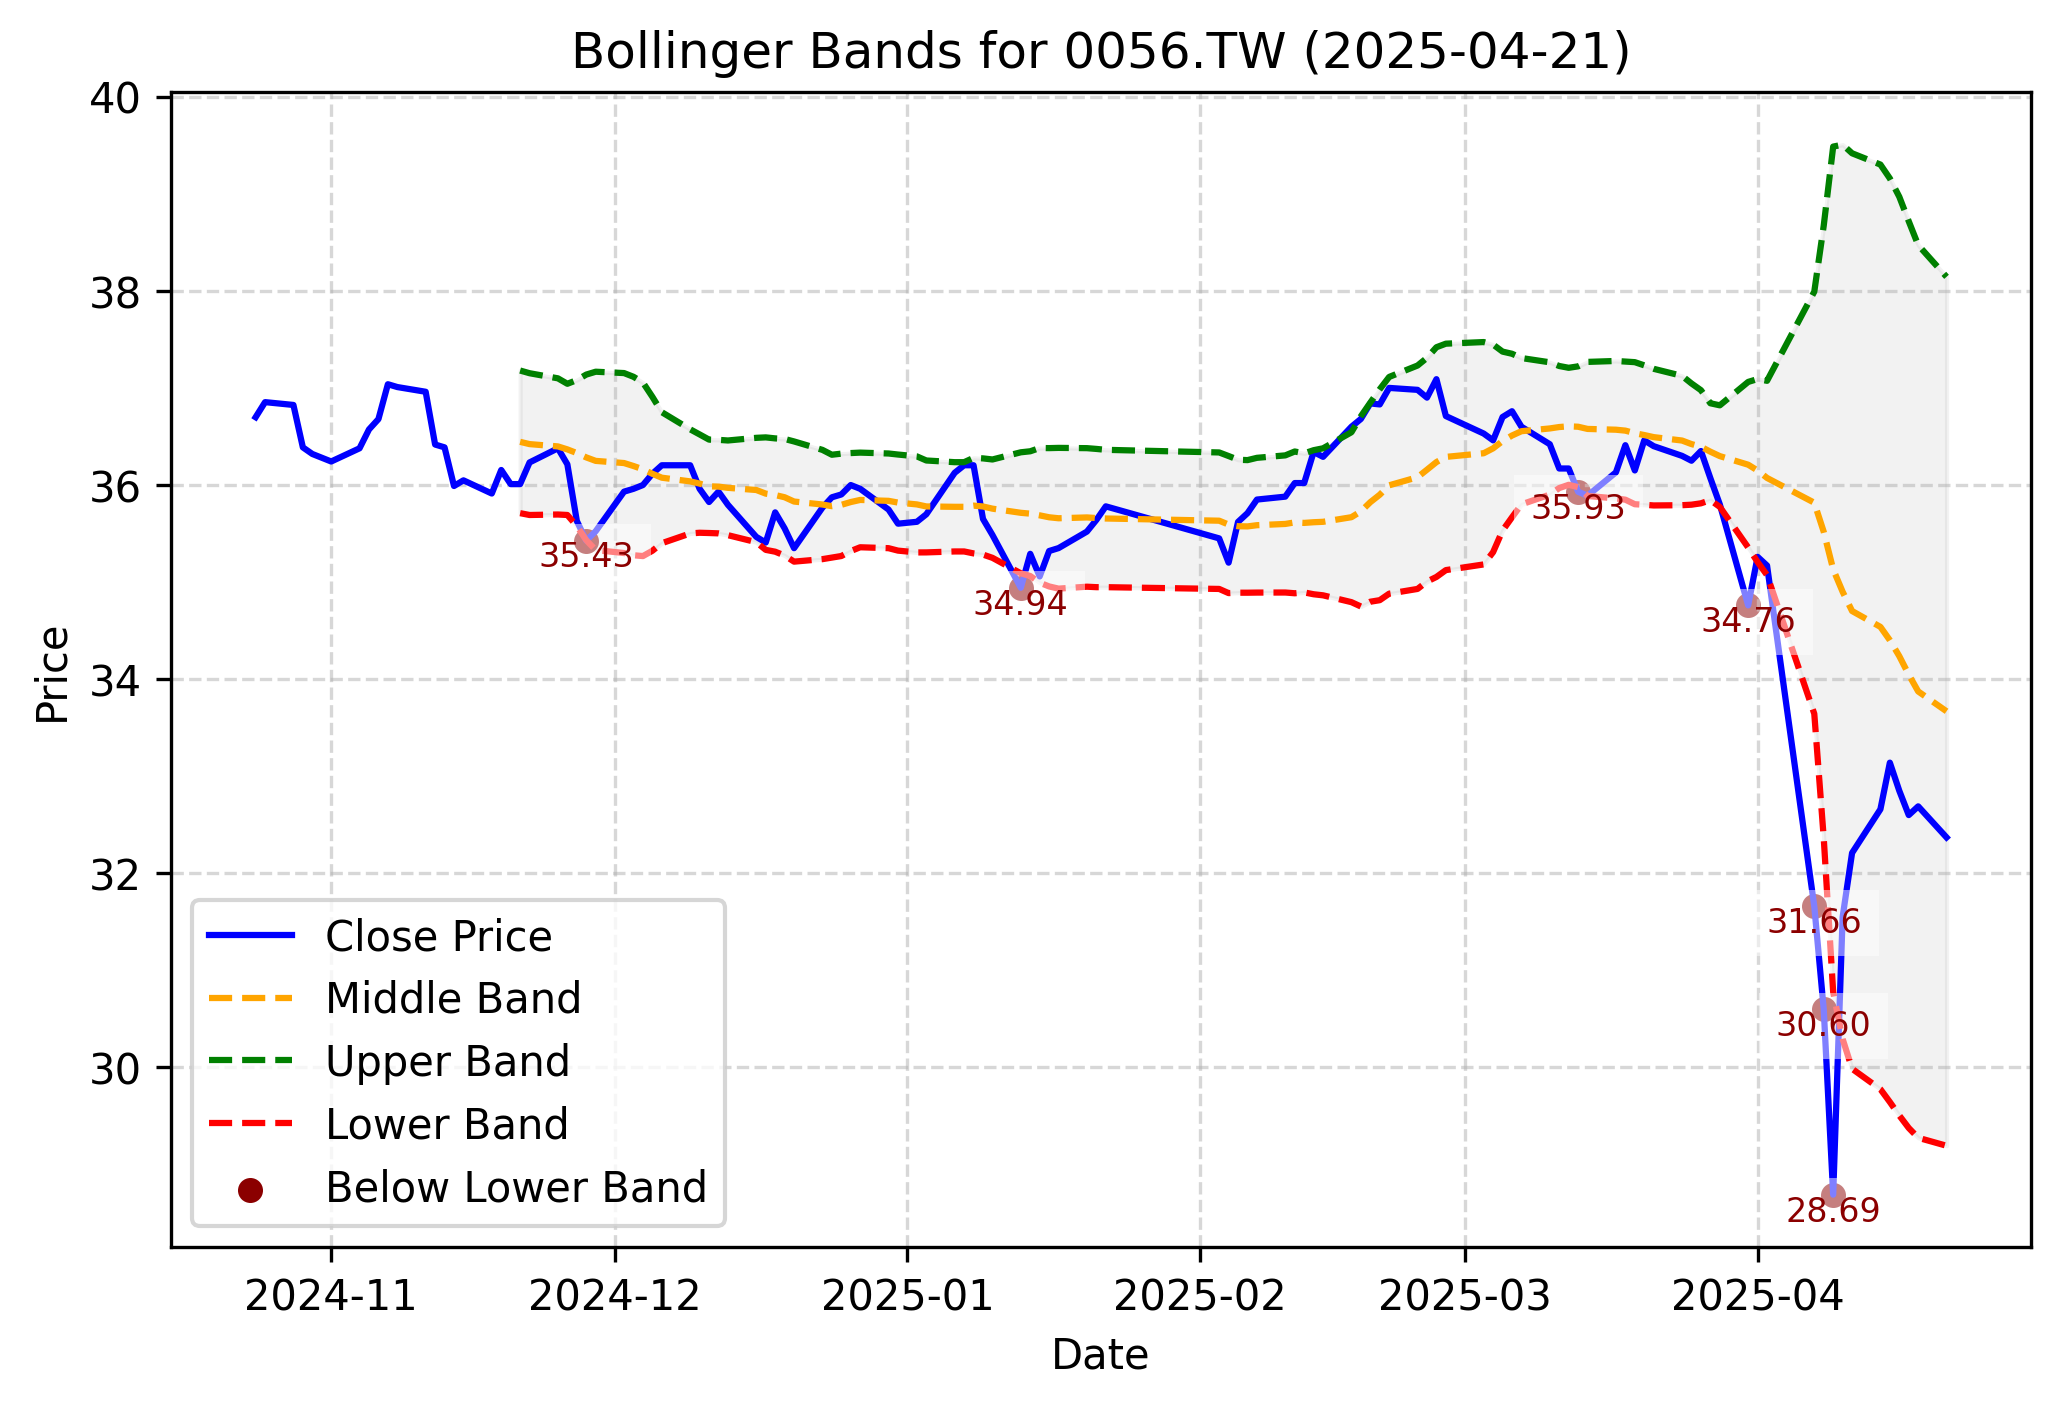 Bollinger Bands for 0056.TW (2025-04-21)
40
38
36
34
32
30
Price
35.43
34.94
35.93
34.76
31.66
30.60
28.69
Close Price
Middle Band
Upper Band
Lower Band
Below Lower Band
2024-11
2024-12
2025-01
2025-02
2025-03
2025-04
Date